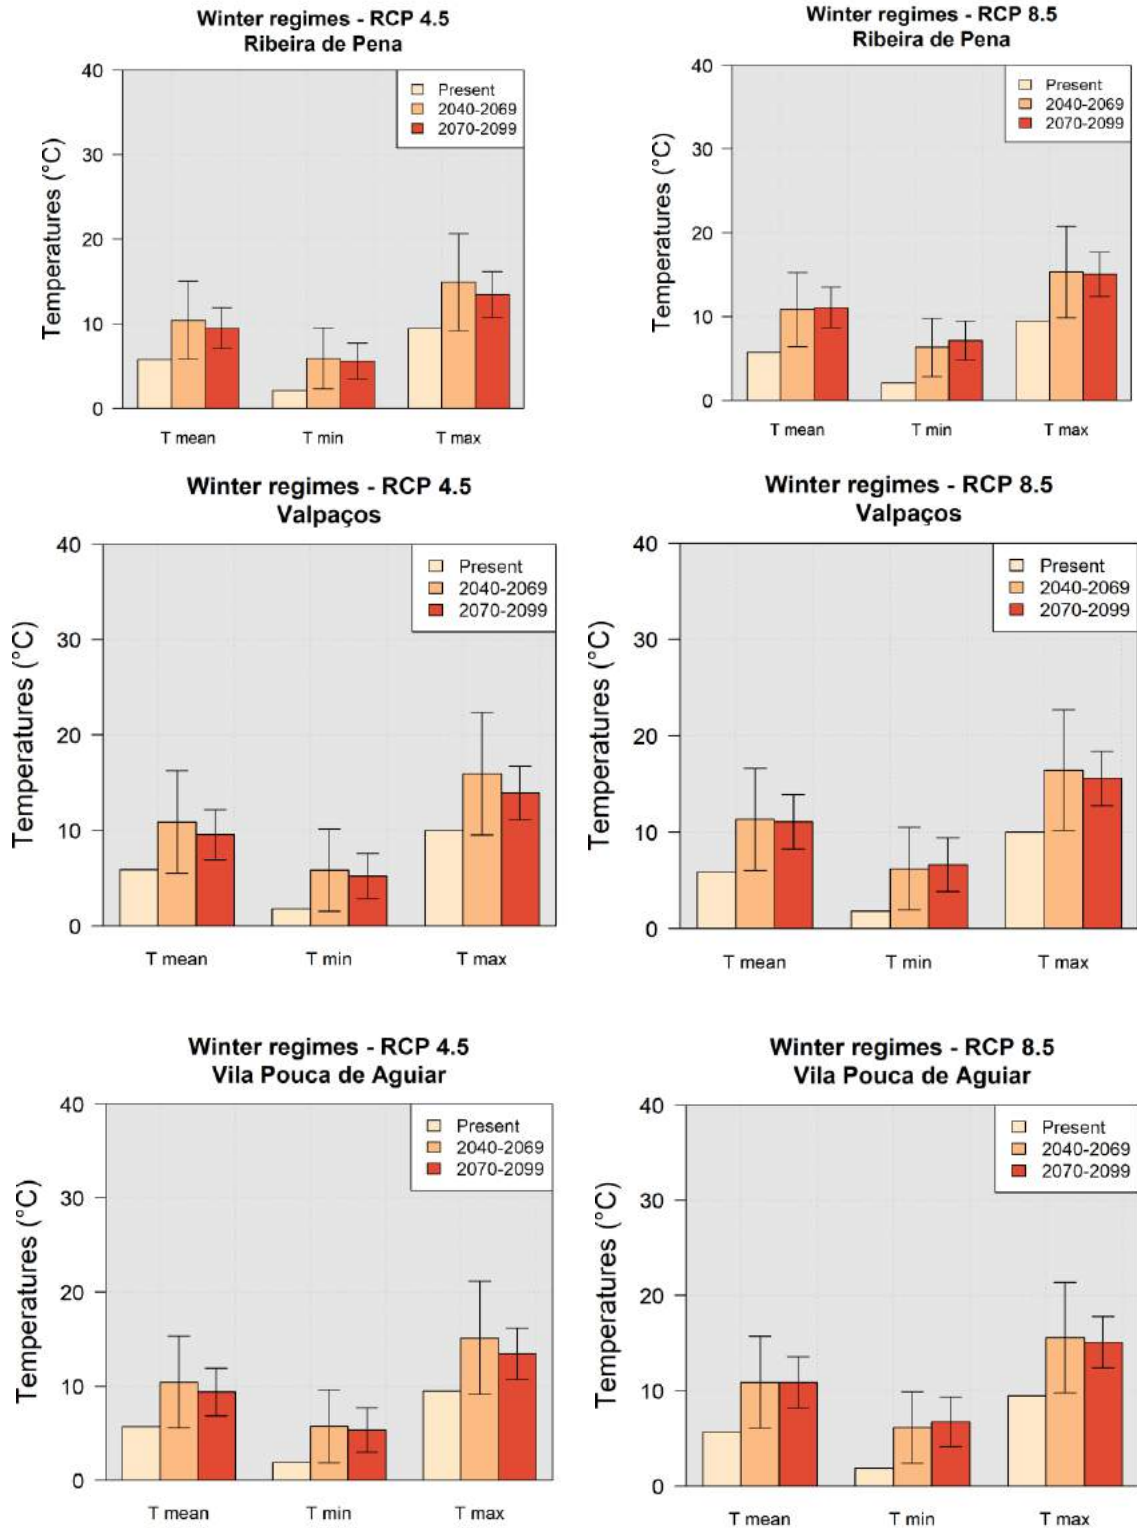 Winter regimes - RCP 4.5
Ribeira de Pena
Temperatures (°C)
40
30
20
10
0
Present
2040-2069
2070-2099
T mean
T min
T max
Winter regimes - RCP 8.5
Ribeira de Pena
Temperatures (°C)
40
30
20
10
0
Present
2040-2069
2070-2099
T mean
T min
T max
Winter regimes - RCP 4.5
Valpaços
Temperatures (°C)
40
30
20
10
0
Present
2040-2069
2070-2099
T mean
T min
T max
Winter regimes - RCP 8.5
Valpaços
Temperatures (°C)
40
30
20
10
0
Present
2040-2069
2070-2099
T mean
T min
T max
Winter regimes - RCP 4.5
Vila Pouca de Aguiar
Temperatures (°C)
40
30
20
10
0
Present
2040-2069
2070-2099
T mean
T min
T max
Winter regimes - RCP 8.5
Vila Pouca de Aguiar
Temperatures (°C)
40
30
20
10
0
Present
2040-2069
2070-2099
T mean
T min
T max